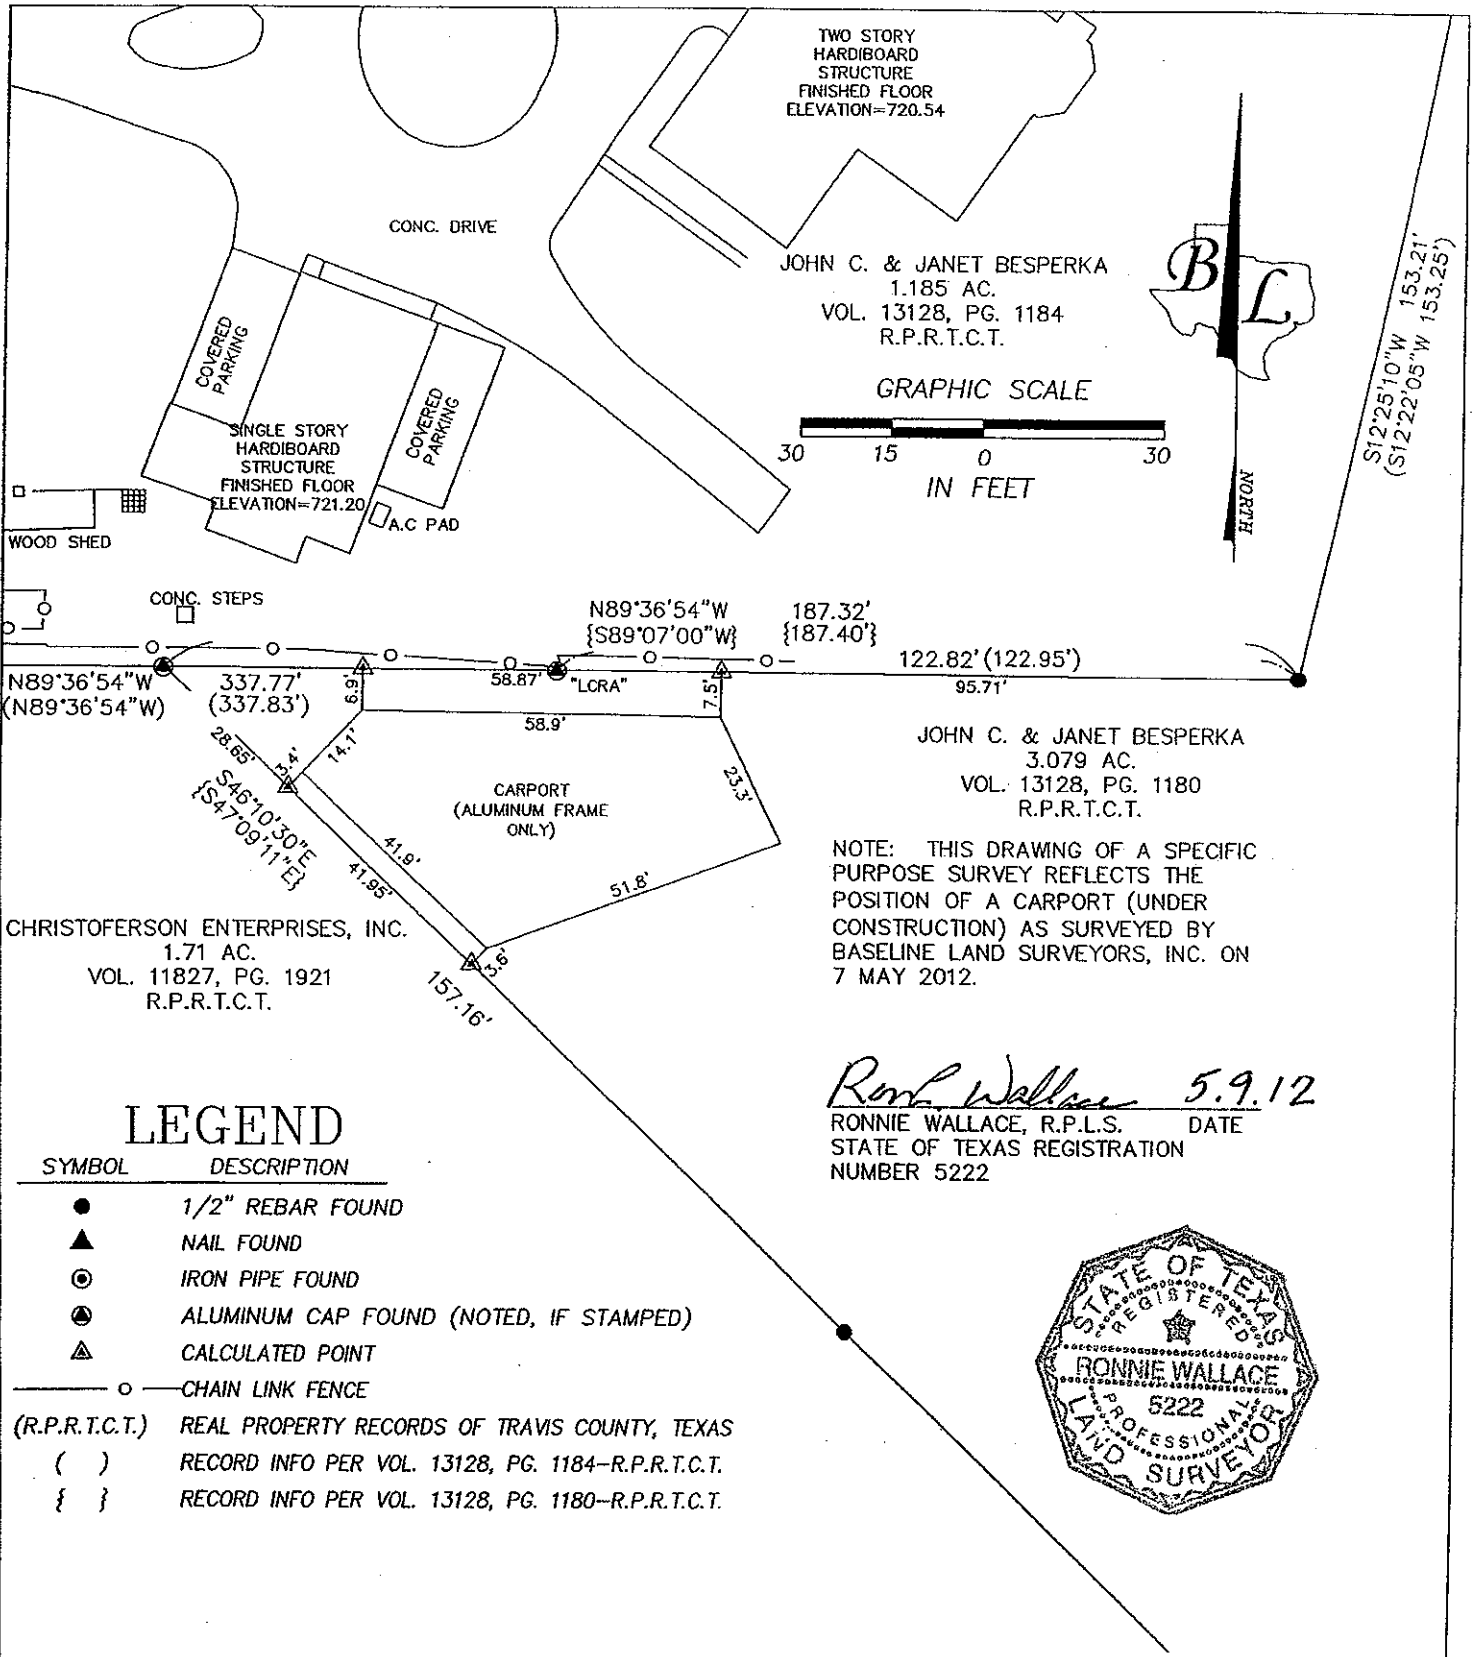 TWO STORY
HARDIBOARD
STRUCTURE
FINISHED FLOOR
ELEVATION=720.54
CONC. DRIVE
JOHN C. & JANET BESPERKA
1.185 AC.
VOL. 13128, PG. 1184
R.P.R.T.C.T.
B L
S12°25'10"W 153.21'
(S12°22'05"W 153.25')
GRAPHIC SCALE
30 15 0 30
IN FEET
NORTH
COVERED
PARKING
COVERED
PARKING
SINGLE STORY
HARDIBOARD
STRUCTURE
FINISHED FLOOR
ELEVATION=721.20
A.C PAD
WOOD SHED
CONC. STEPS
N89°36'54"W 187.32'
{S89°07'00"W} {187.40'}
122.82' (122.95')
95.71'
N89°36'54"W 337.77'
(N89°36'54"W) (337.83')
6.9'
58.87'
"LCRA"
7.5'
58.9'
28.65'
3.4'
14.1'
23.3'
S46°10'30"E
{S47°09'11"E}
CARPORT
(ALUMINUM FRAME
ONLY)
41.9'
41.95'
51.8'
3.6'
157.16'
JOHN C. & JANET BESPERKA
3.079 AC.
VOL. 13128, PG. 1180
R.P.R.T.C.T.
NOTE: THIS DRAWING OF A SPECIFIC
PURPOSE SURVEY REFLECTS THE
POSITION OF A CARPORT (UNDER
CONSTRUCTION) AS SURVEYED BY
BASELINE LAND SURVEYORS, INC. ON
7 MAY 2012.
CHRISTOFERSON ENTERPRISES, INC.
1.71 AC.
VOL. 11827, PG. 1921
R.P.R.T.C.T.
Ronnie Wallace 5.9.12
RONNIE WALLACE, R.P.L.S. DATE
STATE OF TEXAS REGISTRATION
NUMBER 5222
LEGEND
SYMBOL DESCRIPTION
1/2" REBAR FOUND
NAIL FOUND
IRON PIPE FOUND
ALUMINUM CAP FOUND (NOTED, IF STAMPED)
CALCULATED POINT
CHAIN LINK FENCE
(R.P.R.T.C.T.) REAL PROPERTY RECORDS OF TRAVIS COUNTY, TEXAS
( ) RECORD INFO PER VOL. 13128, PG. 1184-R.P.R.T.C.T.
{ } RECORD INFO PER VOL. 13128, PG. 1180-R.P.R.T.C.T.
STATE OF TEXAS
REGISTERED
RONNIE WALLACE
5222
PROFESSIONAL
LAND SURVEYOR